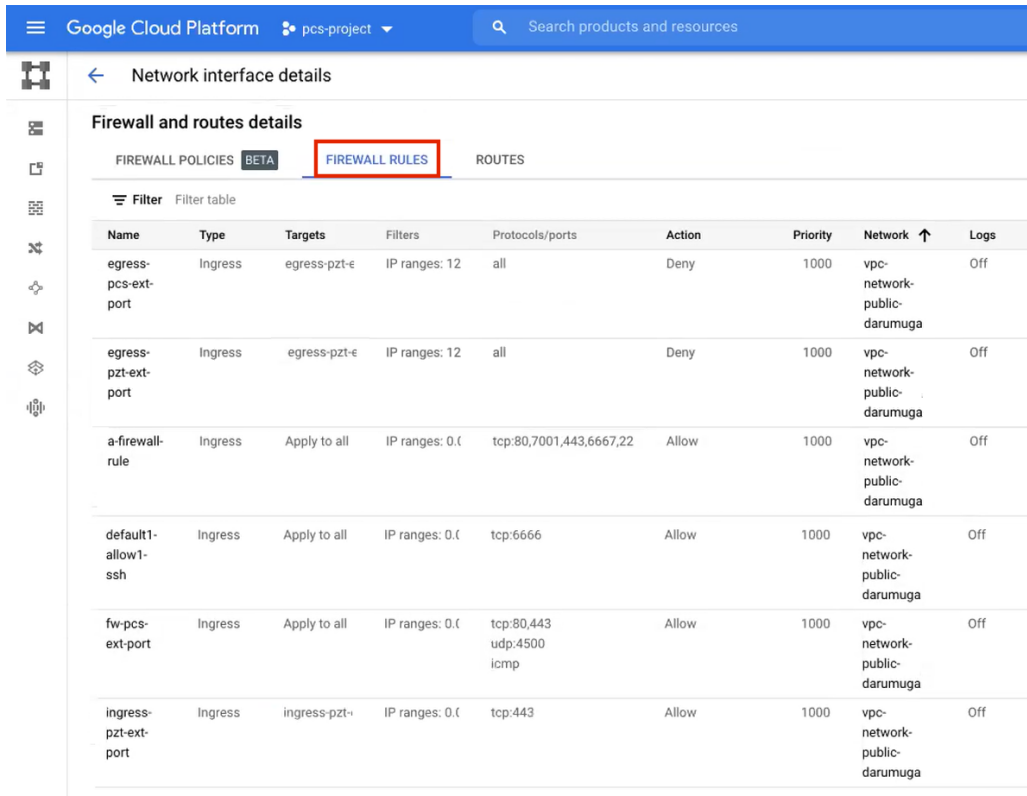 Google Cloud Platform pcs-project Search products and resources
Network interface details
Firewall and routes details
FIREWALL POLICIES BETA FIREWALL RULES ROUTES
Filter Filter table
Name Type Targets Filters Protocols/ports Action Priority Network Logs
egress- Ingress egress-pzt-e IP ranges: 12 all Deny 1000 vpc- Off
pcs-ext- network-
port public-
darumuga
egress- Ingress egress-pzt-e IP ranges: 12 all Deny 1000 vpc- Off
pzt-ext- network-
port public-
darumuga
a-firewall- Ingress Apply to all IP ranges: 0.( tcp:80,7001,443,6667,22 Allow 1000 vpc- Off
rule network-
public-
darumuga
default1- Ingress Apply to all IP ranges: 0.( tcp:6666 Allow 1000 vpc- Off
allow1- network-
ssh public-
darumuga
fw-pcs- Ingress Apply to all IP ranges: 0.( tcp:80,443 Allow 1000 vpc- Off
ext-port udp:4500 network-
icmp public-
darumuga
ingress- Ingress ingress-pzt- IP ranges: 0.( tcp:443 Allow 1000 vpc- Off
pzt-ext- network-
port public-
darumuga